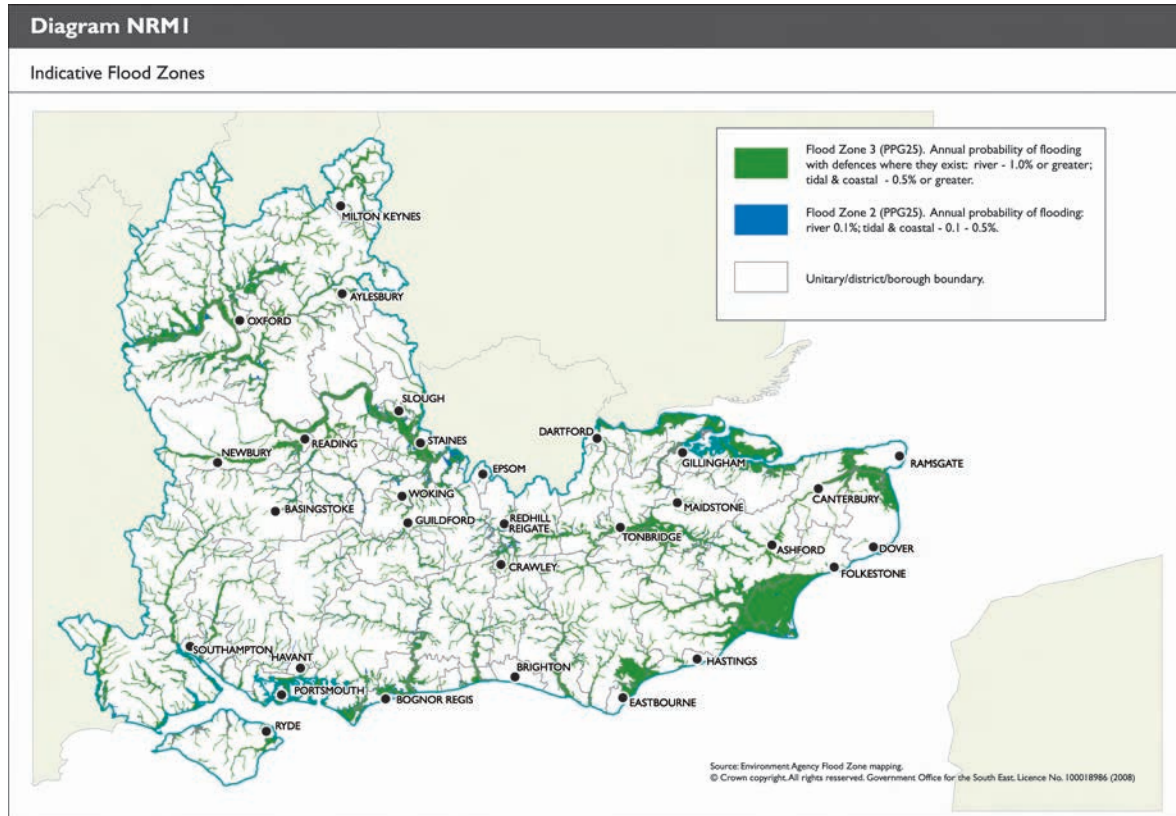 Diagram NRM1
Indicative Flood Zones
Flood Zone 3 (PPG25). Annual probability of flooding
with defences where they exist: river - 1.0% or greater;
tidal & coastal - 0.5% or greater.
Flood Zone 2 (PPG25). Annual probability of flooding:
river 0.1%; tidal & coastal - 0.1 - 0.5%.
Unitary/district/borough boundary.
MILTON KEYNES
AYLESBURY
OXFORD
SLOUGH
READING
STAINES
DARTFORD
NEWBURY
EPSOM
GILLINGHAM
RAMSGATE
WOKING
CANTERBURY
BASINGSTOKE
MAIDSTONE
GUILDFORD
REDHILL
REIGATE
TONBRIDGE
ASHFORD
DOVER
CRAWLEY
FOLKESTONE
SOUTHAMPTON
HAVANT
HASTINGS
BRIGHTON
PORTSMOUTH
BOGNOR REGIS
EASTBOURNE
RYDE
Source: Environment Agency Flood Zone mapping.
© Crown copyright. All rights reserved. Government Office for the South East. Licence No. 100018986 (2008)